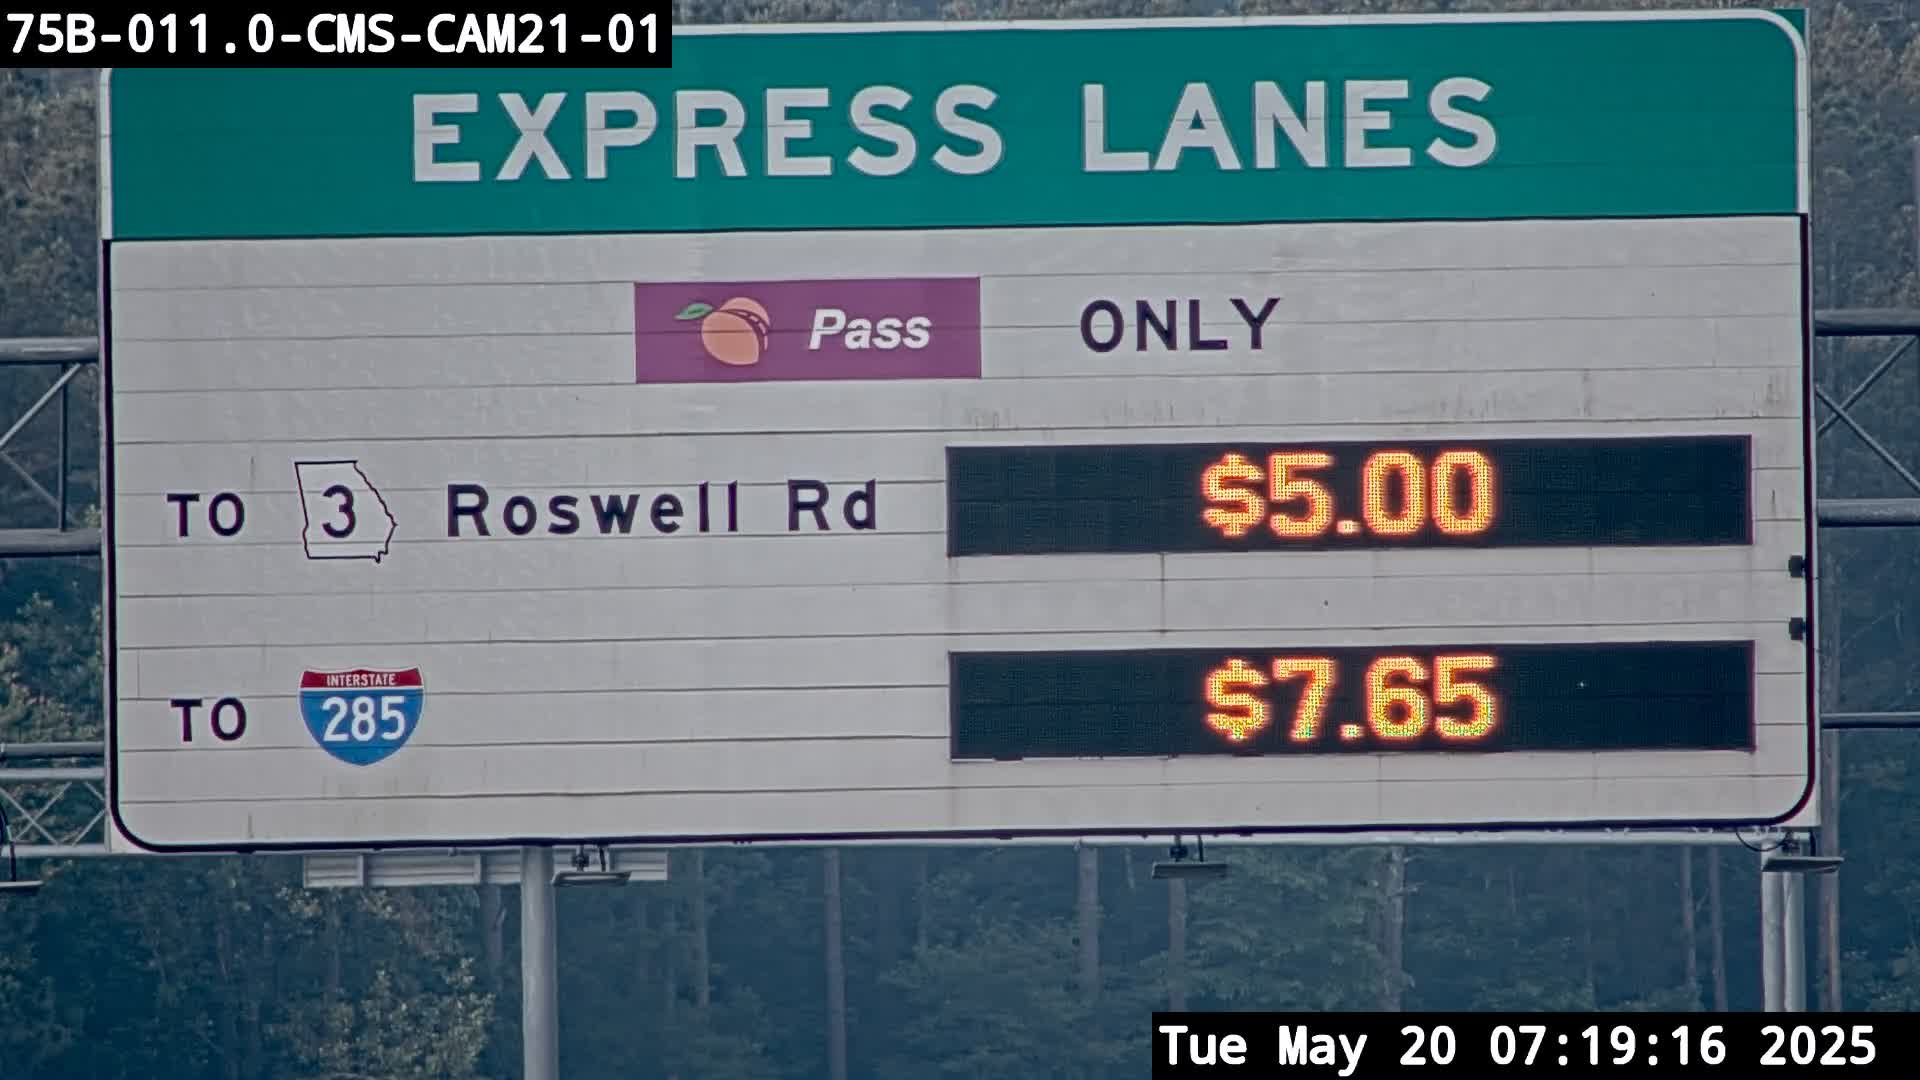 75B-011.0-CMS-CAM21-01
EXPRESS LANES
Pass ONLY
TO 3 Roswell Rd $5.00
INTERSTATE
TO 285 $7.65
Tue May 20 07:19:16 2025